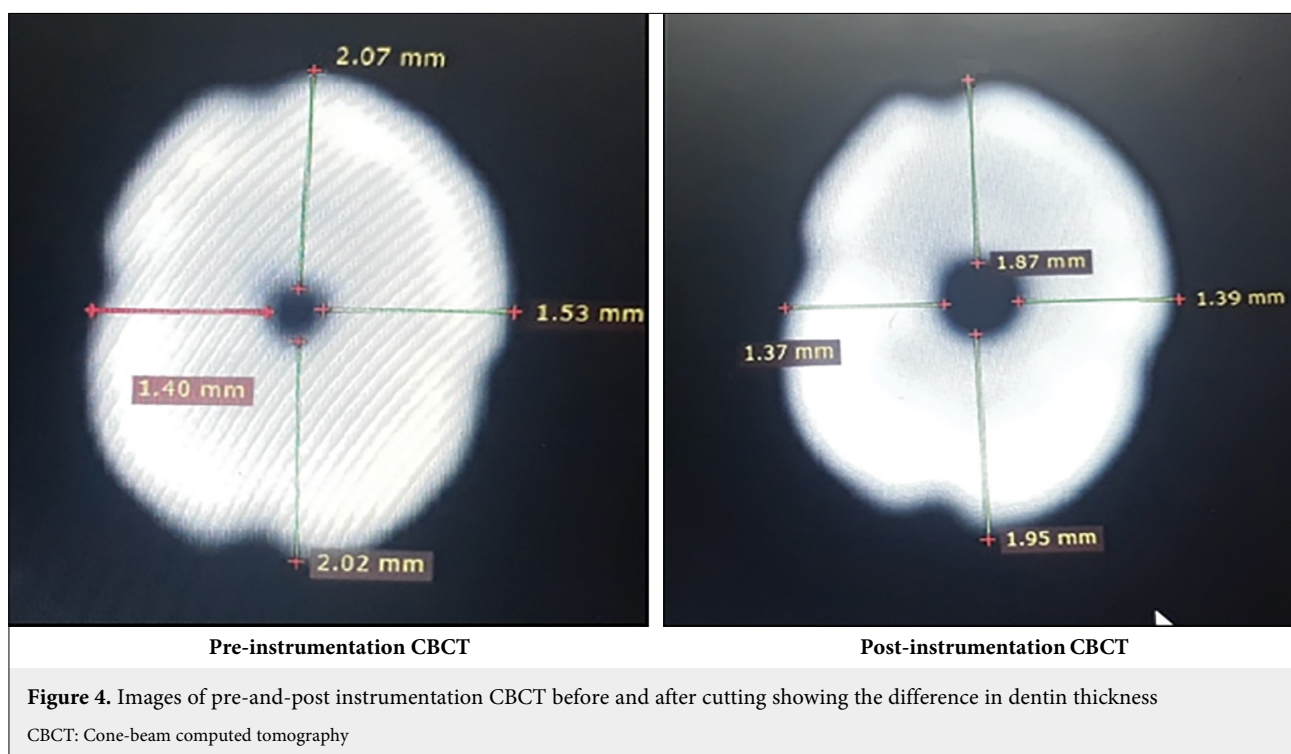 2.07 mm
1.53 mm
1.40 mm
2.02 mm
1.87 mm
1.39 mm
1.37 mm
1.95 mm
Pre-instrumentation CBCT
Post-instrumentation CBCT
Figure 4. Images of pre-and-post instrumentation CBCT before and after cutting showing the difference in dentin thickness
CBCT: Cone-beam computed tomography